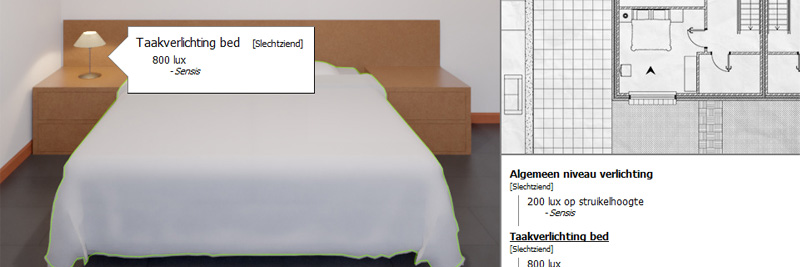 Taakverlichting bed [Slechtziend]
800 lux
- Sensis
Algemeen niveau verlichting
[Slechtziend]
200 lux op struikelhoogte
- Sensis
Taakverlichting bed
[Slechtziend]
800 lux